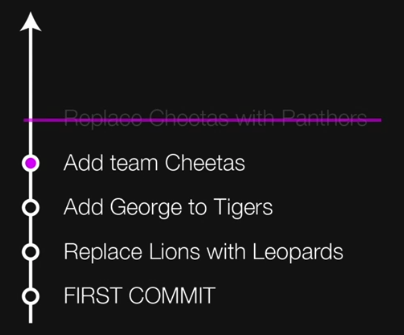 Replace Cheetas with Panthers
Add team Cheetas
Add George to Tigers
Replace Lions with Leopards
FIRST COMMIT